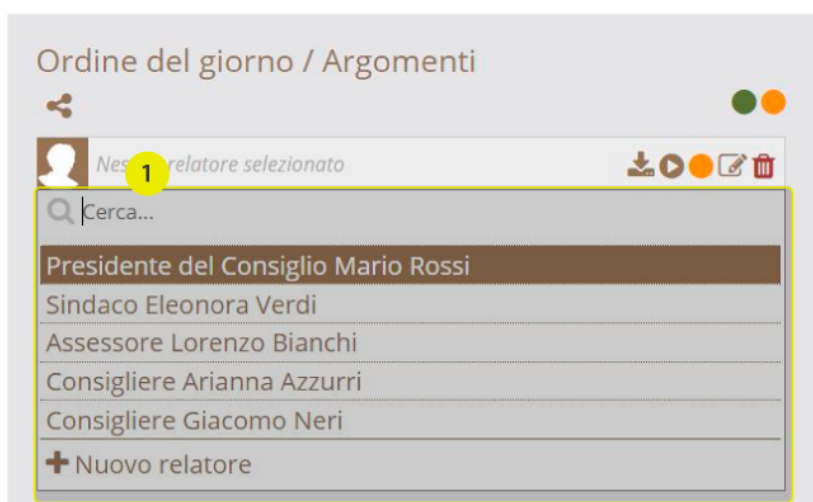 Ordine del giorno / Argomenti
1 relatore selezionato
Cerca...
Presidente del Consiglio Mario Rossi
Sindaco Eleonora Verdi
Assessore Lorenzo Bianchi
Consigliere Arianna Azzurri
Consigliere Giacomo Neri
Nuovo relatore